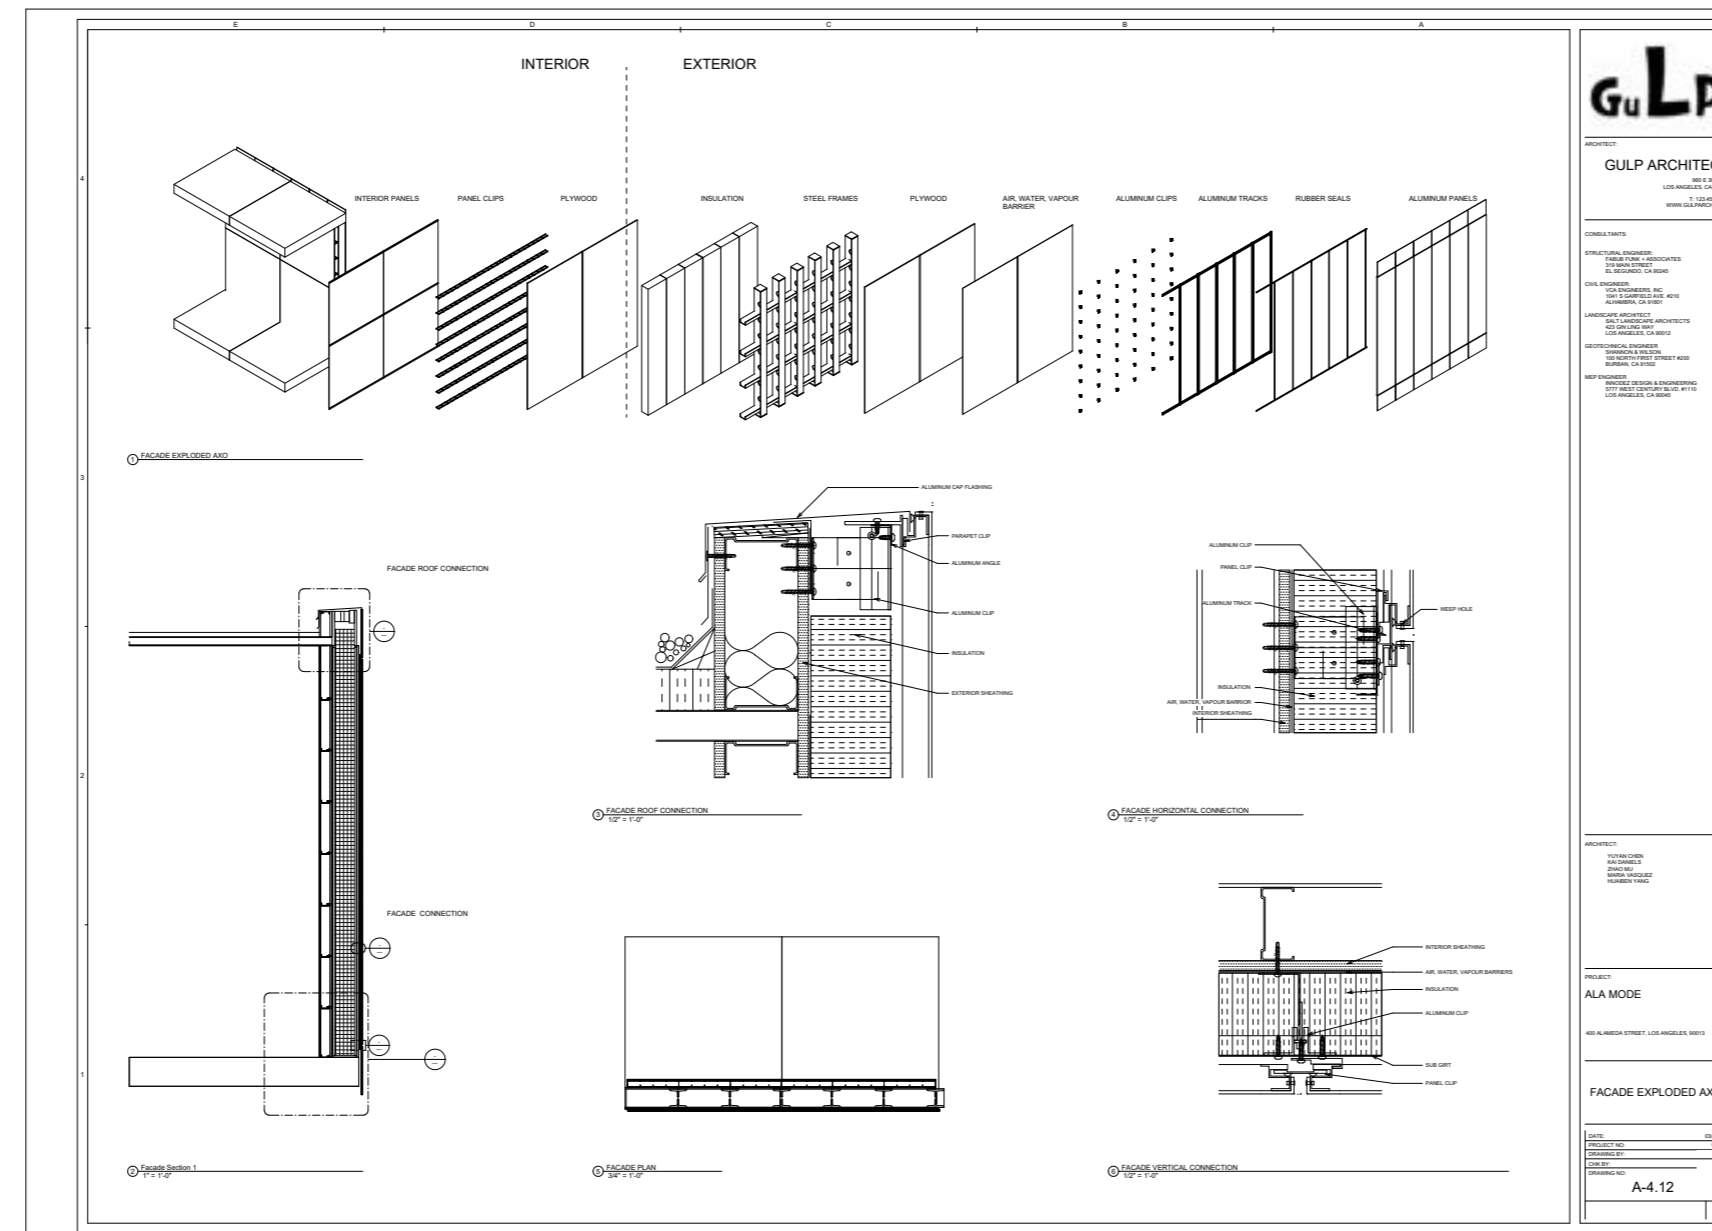 E
D
C
B
A
INTERIOR
EXTERIOR
4
INTERIOR PANELS
PANEL CLIPS
PLYWOOD
INSULATION
STEEL FRAMES
PLYWOOD
AIR, WATER, VAPOUR
BARRIER
ALUMINUM CLIPS
ALUMINUM TRACKS
RUBBER SEALS
ALUMINUM PANELS
1 FACADE EXPLODED AXO
3
FACADE ROOF CONNECTION
FACADE CONNECTION
2
1
2 Facade Section 1
1" = 1'-0"
ALUMINUM CAP FLASHING
PARAPET CLIP
ALUMINUM ANGLE
ALUMINUM CLIP
INSULATION
EXTERIOR SHEATHING
3 FACADE ROOF CONNECTION
1/2" = 1'-0"
ALUMINUM CLIP
PANEL CLIP
ALUMINUM TRACK
WEEP HOLE
INSULATION
AIR, WATER, VAPOUR BARRIOR
INTERIOR SHEATHING
4 FACADE HORIZONTAL CONNECTION
1/2" = 1'-0"
5 FACADE PLAN
3/4" = 1'-0"
INTERIOR SHEATHING
AIR, WATER, VAPOUR BARRIERS
INSULATION
ALUMINUM CLIP
SUB GIRT
PANEL CLIP
6 FACADE VERTICAL CONNECTION
1/2" = 1'-0"
GuLP
ARCHITECT:
GULP ARCHITEC
LOS ANGELES, CA
WWW.GULPARCH
CONSULTANTS:
STRUCTURAL ENGINEER:
FABUB FUNK + ASSOCIATES
319 MAIN STREET
EL SEGUNDO, CA 90245
CIVIL ENGINEER:
VCA ENGINEERS, INC
1041 S GARFIELD AVE. #210
ALHAMBRA, CA 91801
LANDSCAPE ARCHITECT
SALT LANDSCAPE ARCHITECTS
423 GIN LING WAY
LOS ANGELES, CA 90012
GEOTECHNICAL ENGINEER
SHANNON & WILSON
100 NORTH FIRST STREET #200
BURBAN, CA 91502
MEP ENGINEER
INNODEZ DESIGN & ENGINEERING
5777 WEST CENTURY BLVD. #1110
LOS ANGELES, CA 90045
ARCHITECT:
YUYAN CHEN
KAI DANIELS
ZHAO MU
MARIA VASQUEZ
HUAIBEN YANG
PROJECT:
ALA MODE
400 ALAMEDA STREET, LOS ANGELES, 90013
FACADE EXPLODED AX
DATE:
PROJECT NO:
DRAWING BY:
CHK BY:
DRAWING NO:
A-4.12